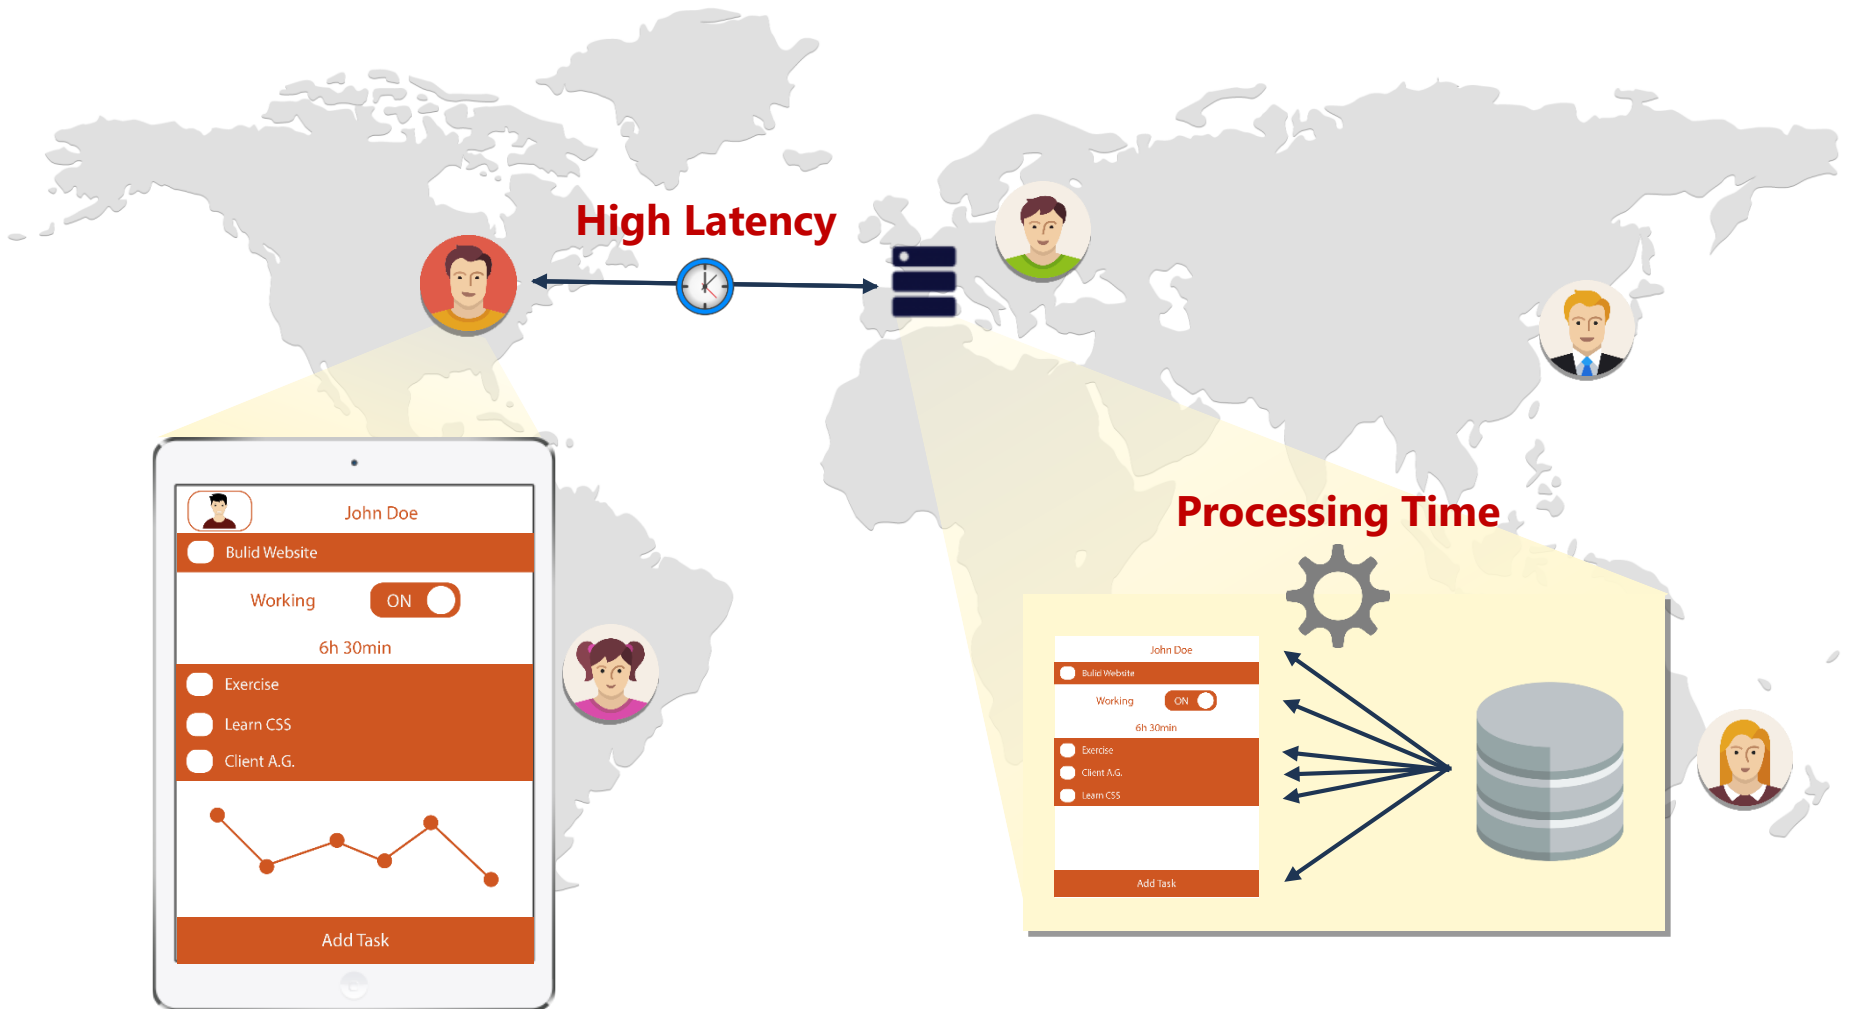 High Latency
John Doe
Bulid Website
Working
ON
6h 30min
Exercise
Learn CSS
Client A.G.
Add Task
Processing Time
John Doe
Bulid Website
Working
ON
6h 30min
Exercise
Client A.G.
Learn CSS
Add Task